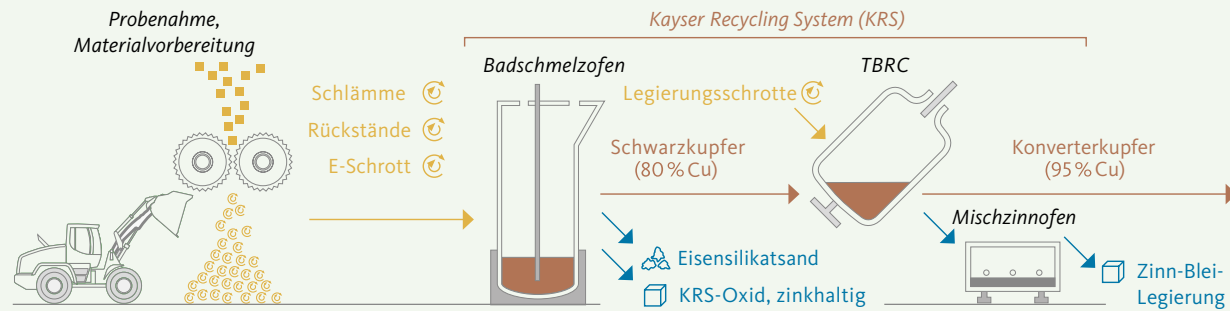 Probenahme,
Materialvorbereitung
Kayser Recycling System (KRS)
Schlämme
Rückstände
E-Schrott
Badschmelzofen
Legierungsschrotte
TBRC
Schwarzkupfer
(80 % Cu)
Konverterkupfer
(95 % Cu)
Eisensilikatsand
KRS-Oxid, zinkhaltig
Mischzinnofen
Zinn-Blei-
Legierung